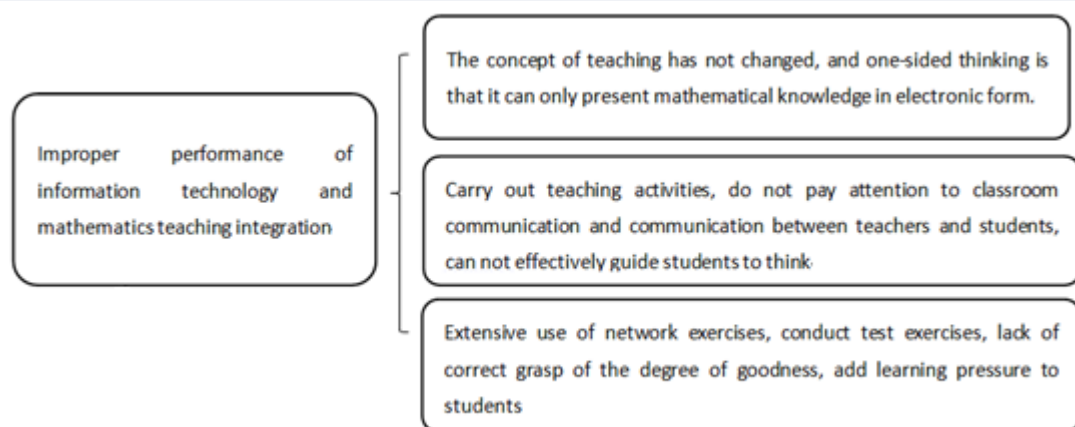 The concept of teaching has not changed, and one-sided thinking is
that it can only present mathematical knowledge in electronic form.
Improper performance of
information technology and
mathematics teaching integration
Carry out teaching activities, do not pay attention to classroom
communication and communication between teachers and students,
can not effectively guide students to think.
Extensive use of network exercises, conduct test exercises, lack of
correct grasp of the degree of goodness, add learning pressure to
students